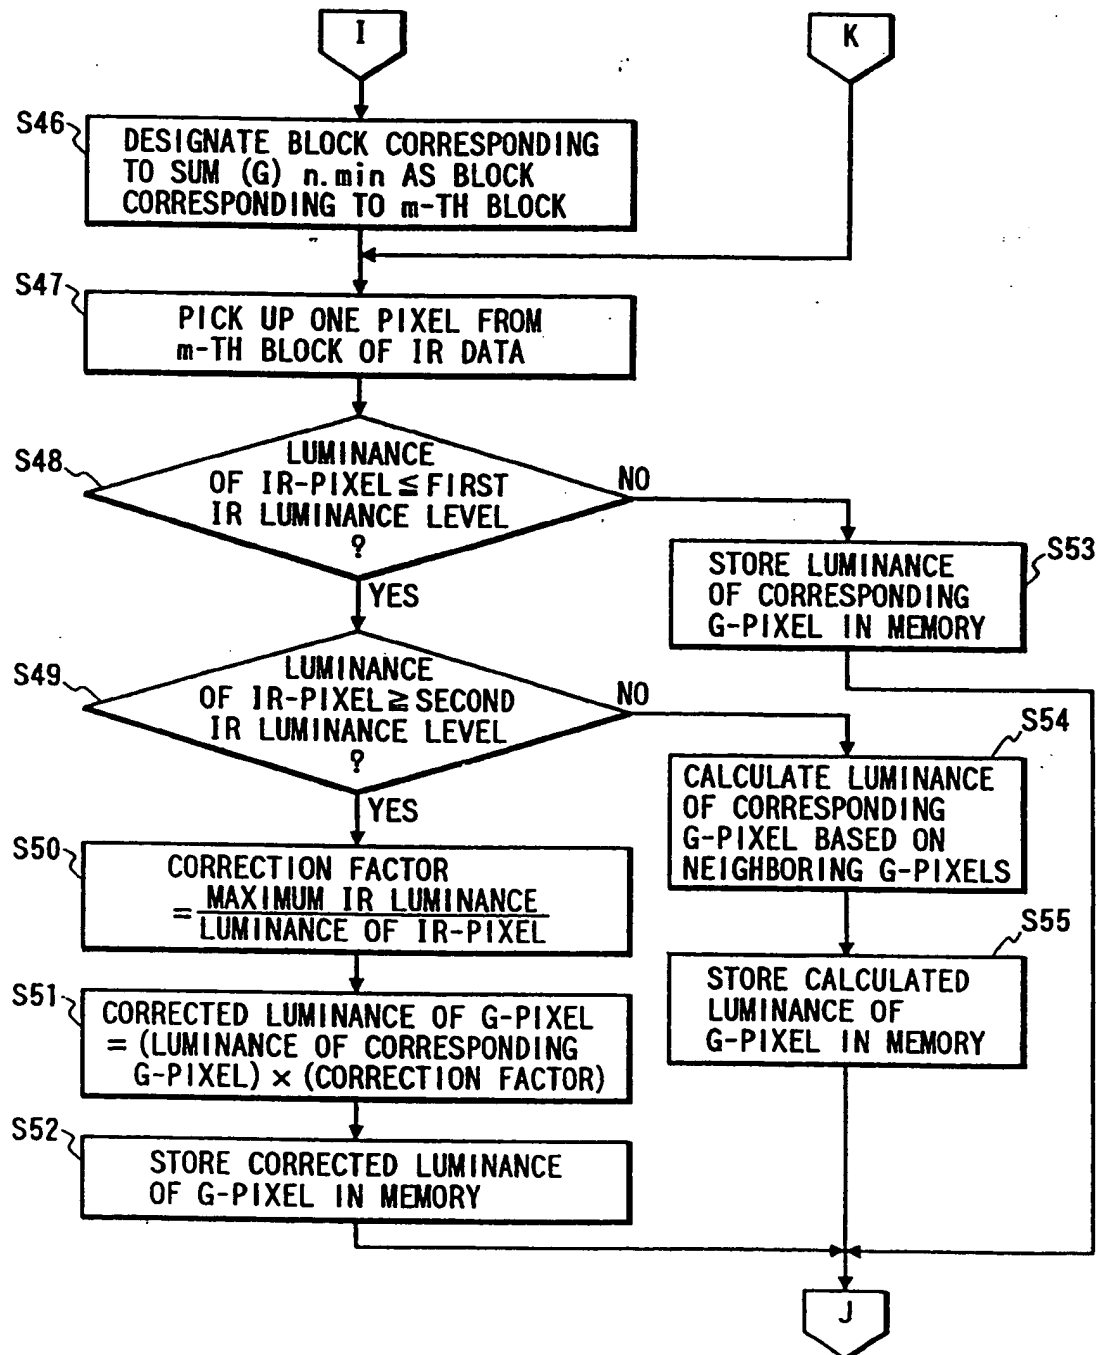 I
K
S46
DESIGNATE BLOCK CORRESPONDING
TO SUM (G) n.min AS BLOCK
CORRESPONDING TO m-TH BLOCK
S47
PICK UP ONE PIXEL FROM
m-TH BLOCK OF IR DATA
S48
LUMINANCE
OF IR-PIXEL≦FIRST
IR LUMINANCE LEVEL
?
NO
YES
S53
STORE LUMINANCE
OF CORRESPONDING
G-PIXEL IN MEMORY
S49
LUMINANCE
OF IR-PIXEL≧SECOND
IR LUMINANCE LEVEL
?
NO
YES
S54
CALCULATE LUMINANCE
OF CORRESPONDING
G-PIXEL BASED ON
NEIGHBORING G-PIXELS
S50
CORRECTION FACTOR
= MAXIMUM IR LUMINANCE
LUMINANCE OF IR-PIXEL
S55
STORE CALCULATED
LUMINANCE OF
G-PIXEL IN MEMORY
S51
CORRECTED LUMINANCE OF G-PIXEL
= (LUMINANCE OF CORRESPONDING
G-PIXEL) × (CORRECTION FACTOR)
S52
STORE CORRECTED LUMINANCE
OF G-PIXEL IN MEMORY
J